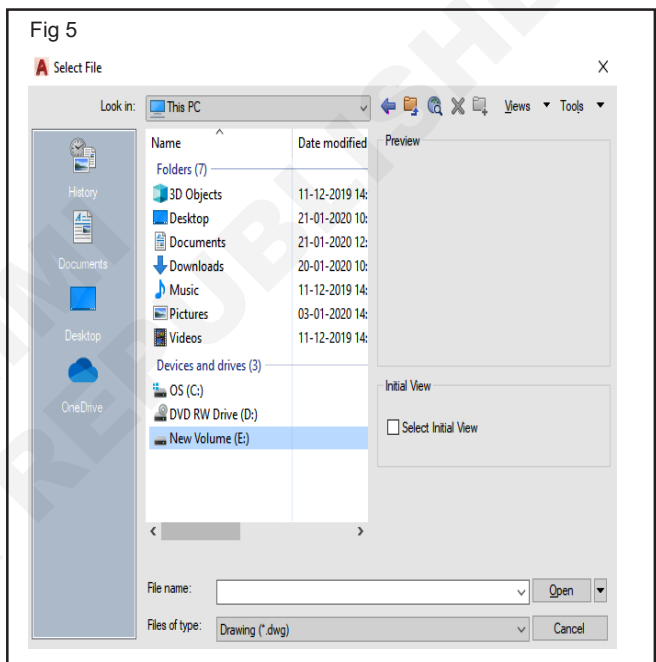 Fig 5
Select File X
Look in: This PC Views Tools
Name Date modified Preview
Folders (7)
3D Objects 11-12-2019 14:
Desktop 21-01-2020 10:
Documents 21-01-2020 12:
Downloads 20-01-2020 10:
Music 11-12-2019 14:
Pictures 03-01-2020 14:
Videos 11-12-2019 14:
Devices and drives (3)
OS (C:)
DVD RW Drive (D:)
New Volume (E:)
History
Documents
Desktop
OneDrive
Initial View
Select Initial View
File name: Open
Files of type: Drawing (*.dwg) Cancel
REPUBLISHE